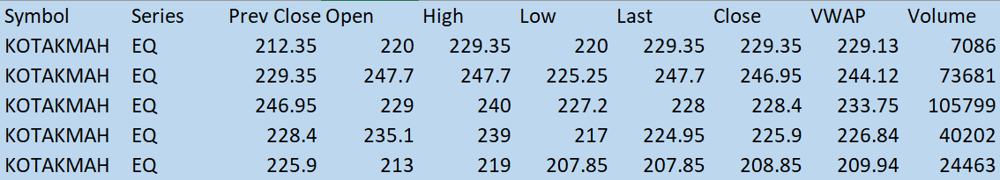 Symbol Series Prev Close Open High Low Last Close VWAP Volume
KOTAKMAH EQ 212.35 220 229.35 220 229.35 229.35 229.13 7086
KOTAKMAH EQ 229.35 247.7 247.7 225.25 247.7 246.95 244.12 73681
KOTAKMAH EQ 246.95 229 240 227.2 228 228.4 233.75 105799
KOTAKMAH EQ 228.4 235.1 239 217 224.95 225.9 226.84 40202
KOTAKMAH EQ 225.9 213 219 207.85 207.85 208.85 209.94 24463